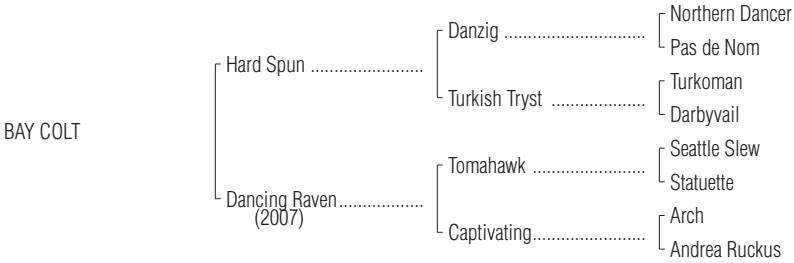 Northern Dancer
Danzig ..............................
Pas de Nom
Hard Spun ........................
Turkoman
Turkish Tryst ....................
Darbyvail
BAY COLT
Seattle Slew
Tomahawk ........................
Statuette
Dancing Raven..................
(2007)
Arch
Captivating........................
Andrea Ruckus